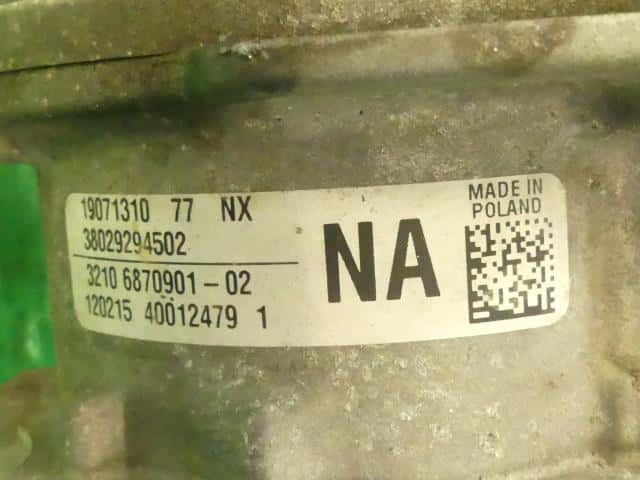 19071310 77 NX
38029294502
3210 6870901-02
120215 40012479 1
NA
MADE IN
POLAND